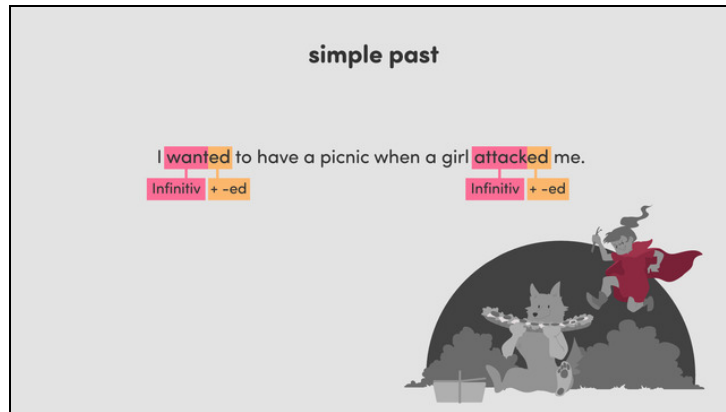 simple past
I wanted to have a picnic when a girl attacked me.
Infinitiv + -ed Infinitiv + -ed